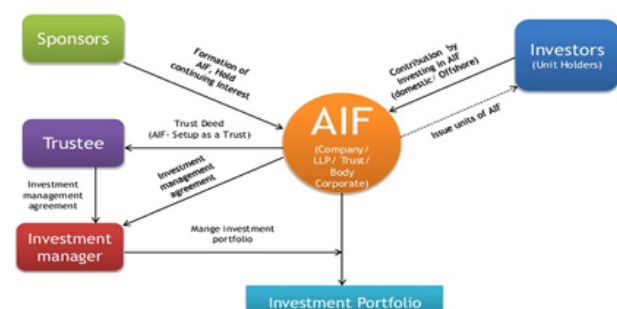 Sponsors
Formation of
AIF, Hold
continuing interest
Contribution by
investing in AIF
(domestic/ Offshore)
Investors
(Unit Holders)
AIF
(Company/
LLP/ Trust/
Body
Corporate)
Issue units of AIF
Trustee
Trust Deed
(AIF- Setup as a Trust)
Investment
management
agreement
Investment
management
agreement
Investment
manager
Mange investment
portfolio
Investment Portfolio